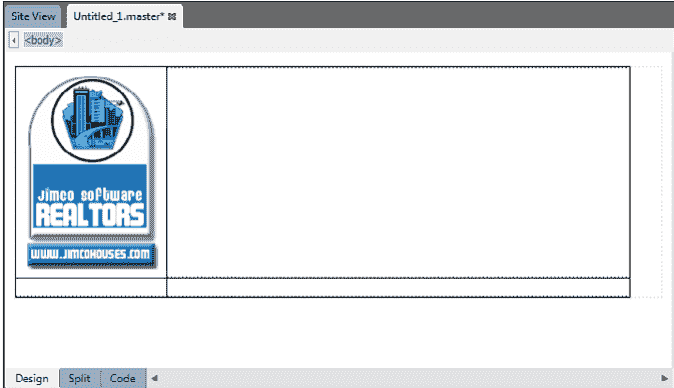 Site View Untitled_1.master*
<body>
Jimco software
REALTORS
www.JIMCOHOUSES.com
Design Split Code